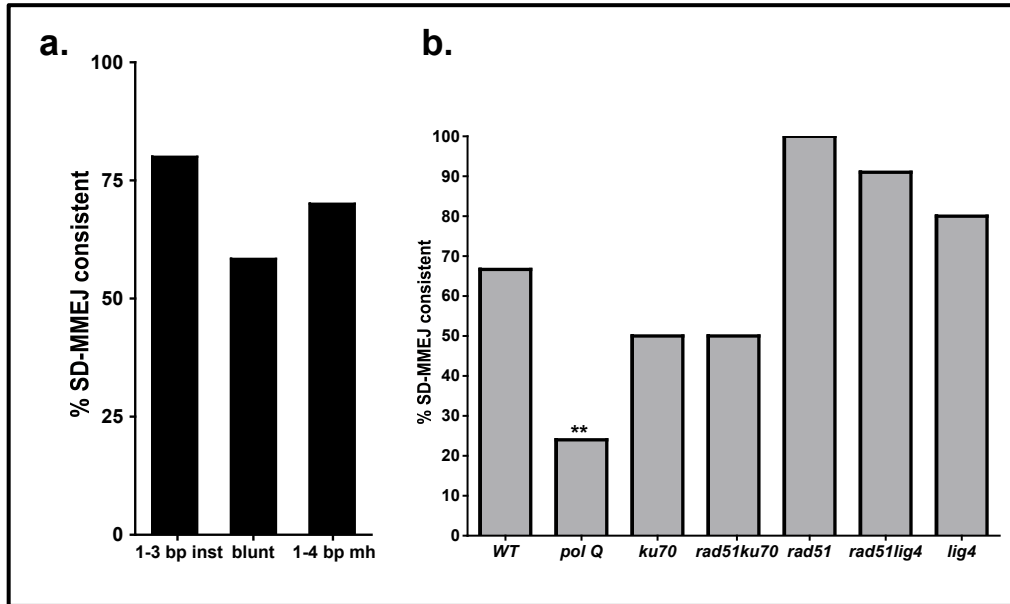 a.
% SD-MMEJ consistent
100
75
50
25
0
1-3 bp inst blunt 1-4 bp mh
b.
% SD-MMEJ consistent
100
90
80
70
60
50
40
30
20
10
0
**
WT pol Q ku70 rad51ku70 rad51 rad51lig4 lig4